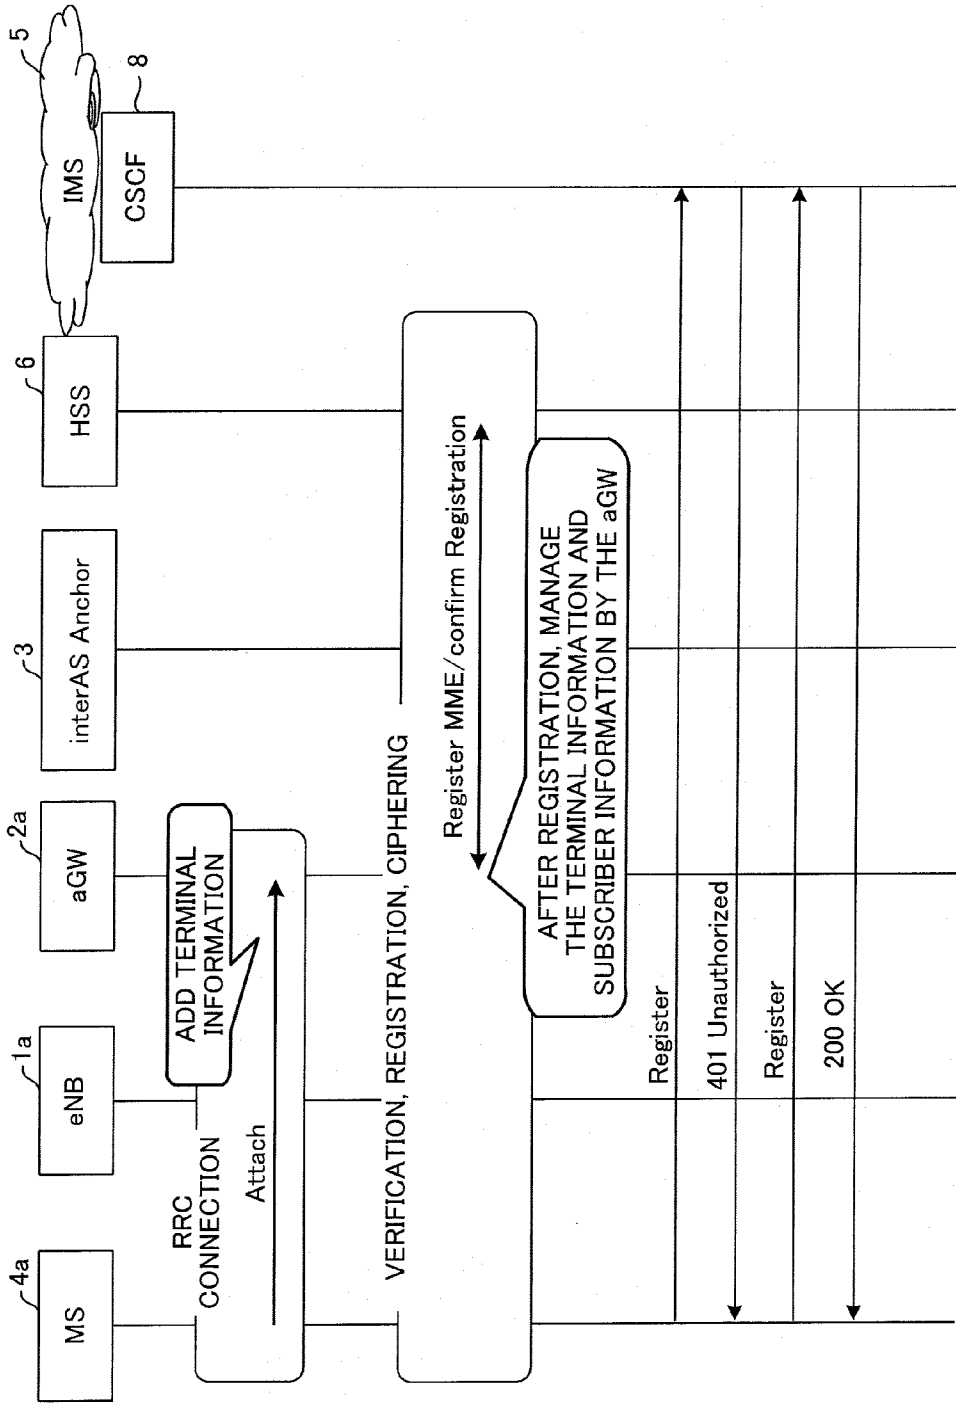 4a
MS
1a
eNB
2a
aGW
3
interAS Anchor
6
HSS
5
IMS
8
CSCF
RRC
CONNECTION
ADD TERMINAL
INFORMATION
Attach
VERIFICATION, REGISTRATION, CIPHERING
Register MME/confirm Registration
AFTER REGISTRATION, MANAGE
THE TERMINAL INFORMATION AND
SUBSCRIBER INFORMATION BY THE aGW
Register
401 Unauthorized
Register
200 OK